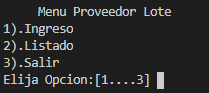 Menu Proveedor Lote
1).Ingreso
2).Listado
3).Salir
Elija Opcion:[1....3]